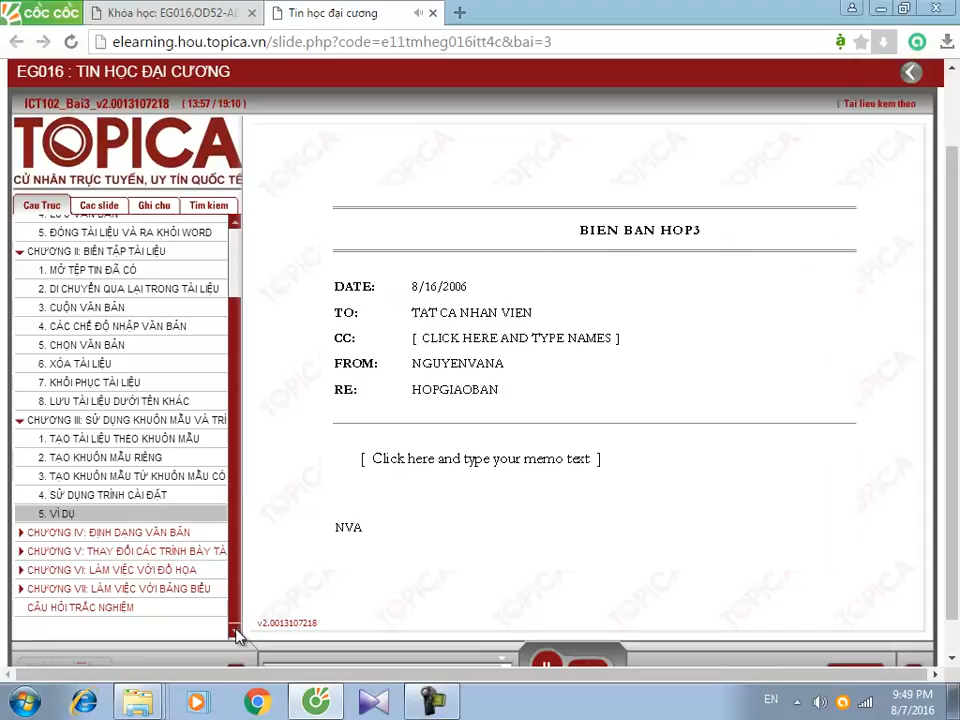 CỐC CỐC
Khóa học: EG016.OD52-AD
Tin học đại cương
elearning.hou.topica.vn/slide.php?code=e11tmheg016itt4c&bai=3
EG016 : TIN HỌC ĐẠI CƯƠNG
ICT102_Bai3_v2.0013107218 ( 13:57 / 19:10 )
Tai lieu kem theo
TOPICA
CỬ NHÂN TRỰC TUYẾN, UY TÍN QUỐC TẾ
Cau Truc
Cac slide
Ghi chu
Tim kiem
4. LƯU VĂN BẢN
5. ĐÓNG TÀI LIỆU VÀ RA KHỎI WORD
CHƯƠNG II: BIÊN TẬP TÀI LIỆU
1. MỞ TỆP TIN ĐÃ CÓ
2. DI CHUYỂN QUA LẠI TRONG TÀI LIỆU
3. CUỘN VĂN BẢN
4. CÁC CHẾ ĐỘ NHẬP VĂN BẢN
5. CHỌN VĂN BẢN
6. XÓA TÀI LIỆU
7. KHÔI PHỤC TÀI LIỆU
8. LƯU TÀI LIỆU DƯỚI TÊN KHÁC
CHƯƠNG III: SỬ DỤNG KHUÔN MẪU VÀ TRÌ
1. TẠO TÀI LIỆU THEO KHUÔN MẪU
2. TẠO KHUÔN MẪU RIÊNG
3. TẠO KHUÔN MẪU TỪ KHUÔN MẪU CÓ
4. SỬ DỤNG TRÌNH CÀI ĐẶT
5. VÍ DỤ
CHƯƠNG IV: ĐỊNH DẠNG VĂN BẢN
CHƯƠNG V: THAY ĐỔI CÁC TRÌNH BÀY TÀ
CHƯƠNG VI: LÀM VIỆC VỚI ĐỒ HỌA
CHƯƠNG VII: LÀM VIỆC VỚI BẢNG BIỂU
CÂU HỎI TRẮC NGHIỆM
BIEN BAN HOP3
DATE: 8/16/2006
TO: TAT CA NHAN VIEN
CC: [ CLICK HERE AND TYPE NAMES ]
FROM: NGUYENVANA
RE: HOPGIAOBAN
[ Click here and type your memo text ]
NVA
v2.0013107218
EN
9:49 PM
8/7/2016